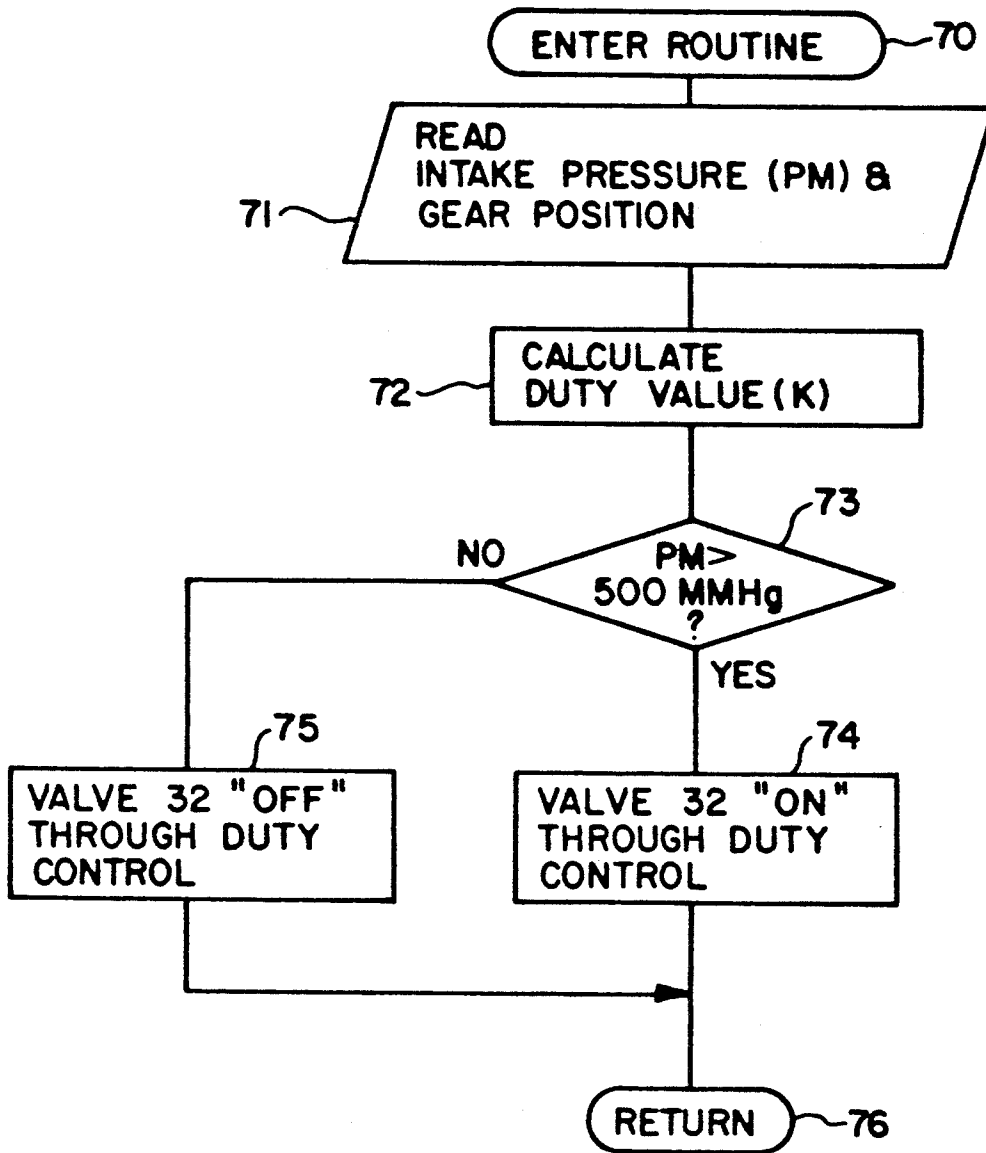 ENTER ROUTINE
70
READ
INTAKE PRESSURE (PM) &
GEAR POSITION
71
CALCULATE
DUTY VALUE (K)
72
73
PM>
500 MMHg
?
NO
YES
75
VALVE 32 "OFF"
THROUGH DUTY
CONTROL
74
VALVE 32 "ON"
THROUGH DUTY
CONTROL
RETURN
76